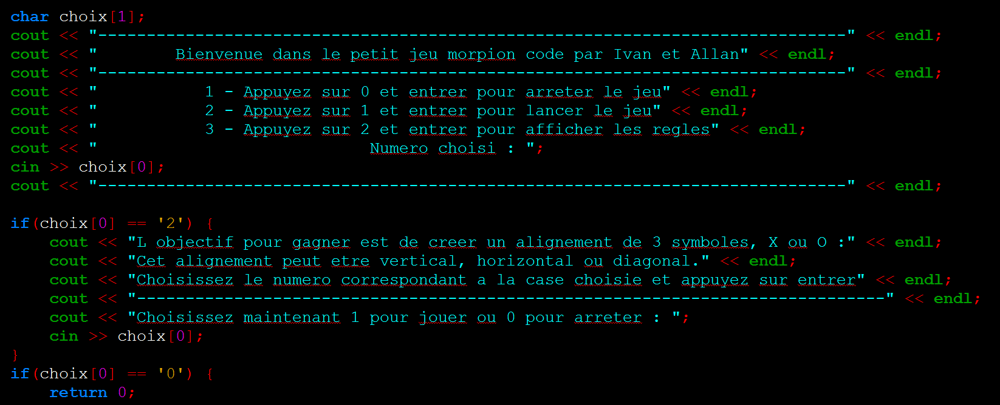 char choix[1];
cout << "-----------------------------------------------------------------------------" << endl;
cout << "        Bienvenue dans le petit jeu morpion code par Ivan et Allan" << endl;
cout << "-----------------------------------------------------------------------------" << endl;
cout << "           1 - Appuyez sur 0 et entrer pour arreter le jeu" << endl;
cout << "           2 - Appuyez sur 1 et entrer pour lancer le jeu" << endl;
cout << "           3 - Appuyez sur 2 et entrer pour afficher les regles" << endl;
cout << "                            Numero choisi : ";
cin >> choix[0];
cout << "-----------------------------------------------------------------------------" << endl;
if(choix[0] == '2') {
    cout << "L objectif pour gagner est de creer un alignement de 3 symboles, X ou O :" << endl;
    cout << "Cet alignement peut etre vertical, horizontal ou diagonal." << endl;
    cout << "Choisissez le numero correspondant a la case choisie et appuyez sur entrer" << endl;
    cout << "-----------------------------------------------------------------------------" << endl;
    cout << "Choisissez maintenant 1 pour jouer ou 0 pour arreter : ";
    cin >> choix[0];
}
if(choix[0] == '0') {
    return 0;